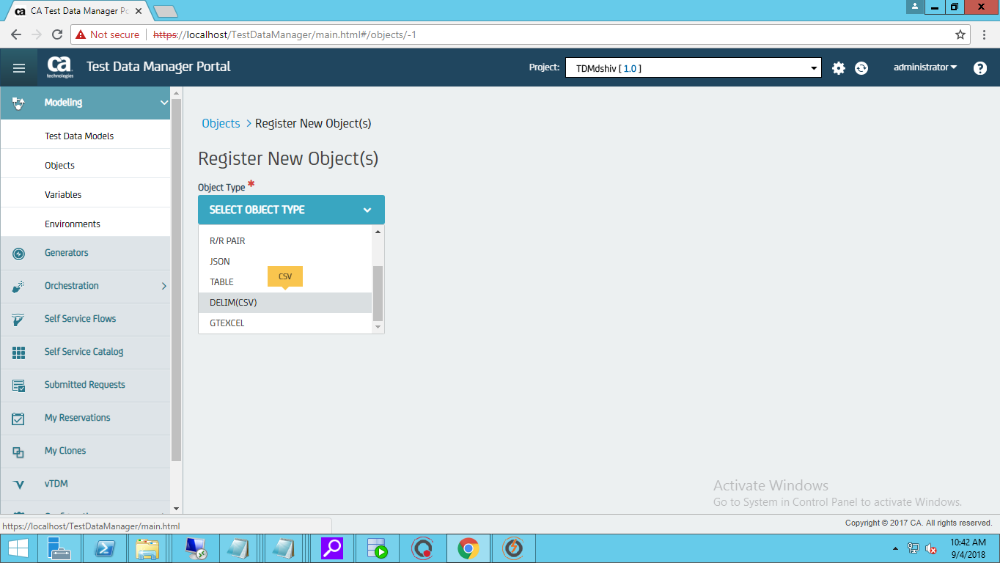 CA Test Data Manager Po
Not secure
https://localhost/TestDataManager/main.html#/objects/-1
ca
technologies
Test Data Manager Portal
Project:
TDMdshiv [ 1.0 ]
administrator
?
Modeling
Test Data Models
Objects
Variables
Environments
Generators
Orchestration
Self Service Flows
Self Service Catalog
Submitted Requests
My Reservations
My Clones
vTDM
Objects > Register New Object(s)
Register New Object(s)
Object Type *
SELECT OBJECT TYPE
R/R PAIR
JSON
TABLE
CSV
DELIM(CSV)
GTEXCEL
Activate Windows
Go to System in Control Panel to activate Windows.
https://localhost/TestDataManager/main.html
Copyright © 2017 CA. All rights reserved.
10:42 AM
9/4/2018